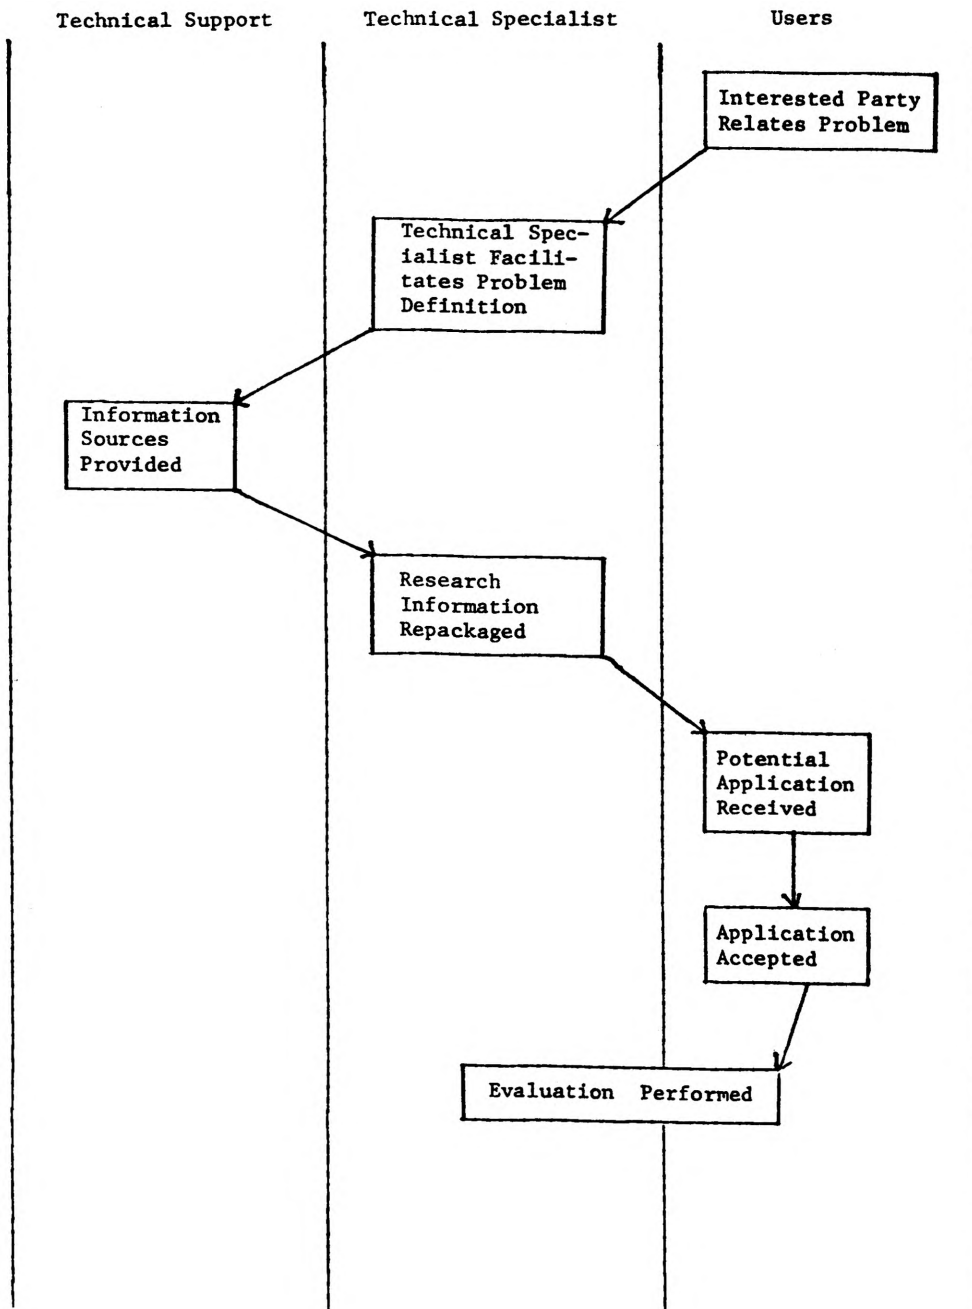 Technical Support
Technical Specialist
Users
Interested Party
Relates Problem
Technical Spec-
ialist Facili-
tates Problem
Definition
Information
Sources
Provided
Research
Information
Repackaged
Potential
Application
Received
Application
Accepted
Evaluation Performed